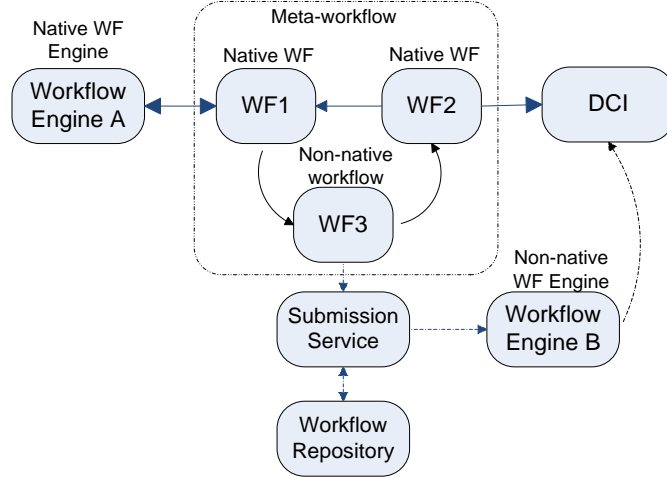 Meta-workflow
Native WF
Engine
Native WF
Native WF
Workflow
Engine A
WF1
WF2
DCI
Non-native
workflow
WF3
Non-native
WF Engine
Submission
Service
Workflow
Engine B
Workflow
Repository